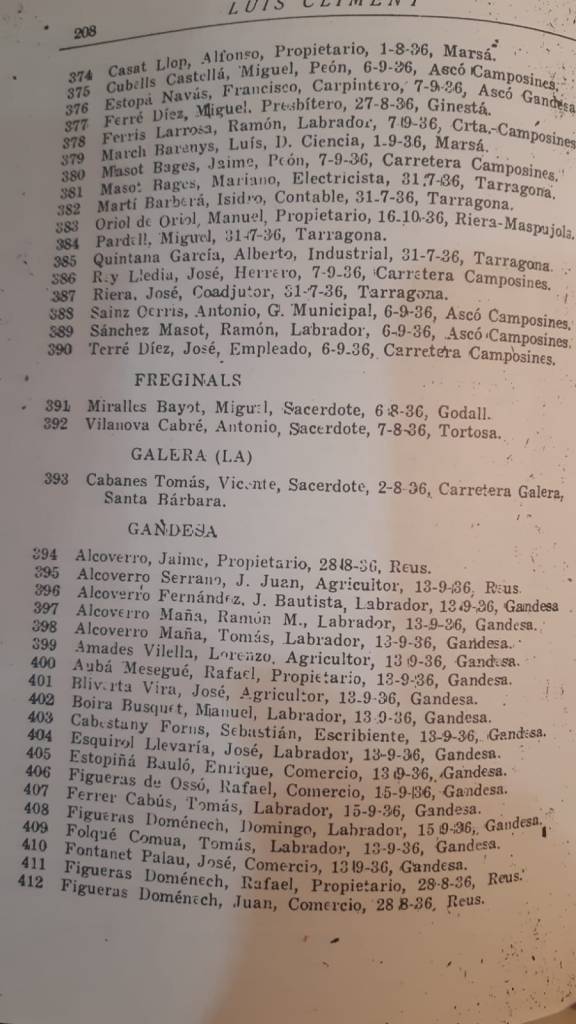 208
LUIS CLIMENT
374 Casat Llop, Alfonso, Propietario, 1-8-36, Marsá.
375 Cubells Castellá, Miguel, Peón, 6-9-36, Ascó Camposines.
376 Estopá Navás, Francisco, Carpintero, 7-9-36, Ascó Gandesa
377 Ferré Díez, Miguel, Presbítero, 27-8-36, Ginestá.
378 Ferris Larrosa, Ramón, Labrador, 7-9-36, Crta.-Camposines
379 March Barenys, Luís, D. Ciencia, 1-9-36, Marsá.
380 Masot Bages, Jaime, Peón, 7-9-36, Carretera Camposines.
381 Masot Bages, Mariano, Electricista, 31-7-36, Tarragona.
382 Martí Barberá, Isidro, Contable, 31-7-36, Tarragona.
383 Oriol de Oriol, Manuel, Propietario, 16-10-36, Riera-Maspujols.
384 Pardell, Miguel, 31-7-36, Tarragona.
385 Quintana García, Alberto, Industrial, 31-7-36, Tarragona.
386 Rey Lledia, José, Herrero, 7-9-36, Carretera Camposines.
387 Riera, José, Coadjutor, 31-7-36, Tarragona.
388 Sainz Antonio, G. Municipal, 6-9-36, Ascó Camposines.
389 Sánchez Masot, Ramón, Labrador, 6-9-36, Ascó Camposines.
390 Terré Díez, José, Empleado, 6-9-36, Carretera Camposines.
FREGINALS
391 Miralles Bayot, Miguel, Sacerdote, 6-8-36, Godall.
392 Vilanova Cabré, Antonio, Sacerdote, 7-8-36, Tortosa.
GALERA (LA)
393 Cabanes Tomás, Vicente, Sacerdote, 2-8-36, Carretera Galera,
Santa Bárbara.
GANDESA
394 Alcoverro, Jaime, Propietario, 28-8-36, Reus.
395 Alcoverro Serrano, J. Juan, Agricultor, 13-9-36, Reus.
396 Alcoverro Fernández, J. Bautista, Labrador, 13-9-36, Gandesa
397 Alcoverro Maña, Ramón M., Labrador, 13-9-36, Gandesa.
398 Alcoverro Maña, Tomás, Labrador, 13-9-36, Gandesa.
399 Amades Vilella, Lorenzo, Agricultor, 13-9-36, Gandesa.
400 Aubá Mesegué, Rafael, Propietario, 13-9-36, Gandesa.
401 Vira, José, Agricultor, 13-9-36, Gandesa.
402 Boira Busquet, Manuel, Labrador, 13-9-36, Gandesa.
403 Cabestany Forns, Sebastián, Escribiente, 13-9-36, Gandesa.
404 Esquirol Llevaría, José, Labrador, 13-9-36, Gandesa.
405 Estopiñá Bauló, Enrique, Comercio, 13-9-36, Gandesa.
406 Figueras de Ossó, Rafael, Comercio, 15-9-36, Gandesa.
407 Ferrer Cabús, Tomás, Labrador, 15-9-36, Gandesa.
408 Figueras Doménech, Domingo, Labrador, 15-9-36, Gandesa.
409 Folqué Comua, Tomás, Labrador, 13-9-36, Gandesa.
410 Fontanet Palau, José, Comercio, 13-9-36, Gandesa.
411 Figueras Doménech, Rafael, Propietario, 28-8-36, Reus.
412 Figueras Doménech, Juan, Comercio, 28-8-36, Reus.